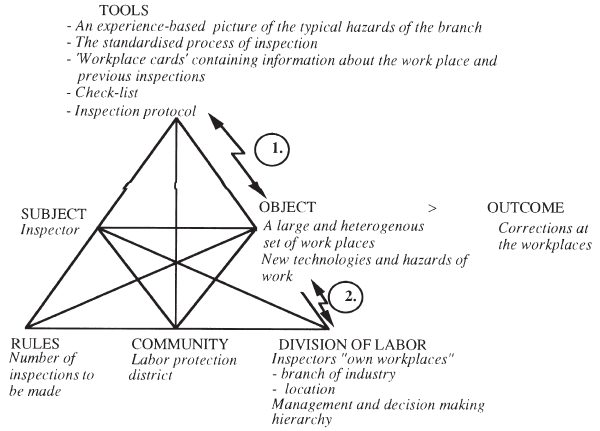 TOOLS
- An experience-based picture of the typical hazards of the branch
- The standardised process of inspection
- 'Workplace cards' containing information about the work place and
previous inspections
- Check-list
- Inspection protocol
1.
SUBJECT
Inspector
OBJECT
A large and heterogenous
set of work places
New technologies and hazards of
work
>
OUTCOME
Corrections at
the workplaces
2.
RULES
Number of
inspections to
be made
COMMUNITY
Labor protection
district
DIVISION OF LABOR
Inspectors "own workplaces"
- branch of industry
- location
Management and decision making
hierarchy